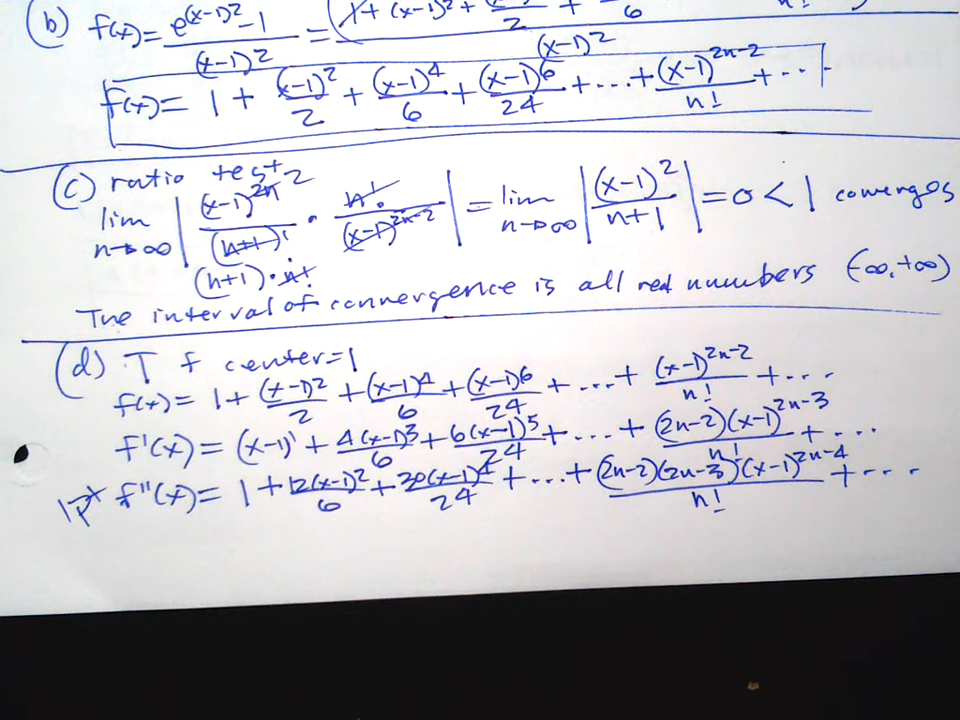 (b) f(x) = e^(x-1)^2 - 1 / (x-1)^2 = (1 + (x-1)^2 + / 2 + / 6 / n! / (x-1)^2
f(x) = 1 + (x-1)^2/2 + (x-1)^4/6 + (x-1)^6/24 + ... + (x-1)^2n-2/n! + ...
(c) ratio test
lim n→∞ | (x-1)^2n / (n+1)! · n! / (x-1)^2n-2 | = lim n→∞ | (x-1)^2 / n+1 | = 0 < 1 converges
(n+1)·n!
The interval of convergence is all real numbers (-∞, +∞)
(d) T f center=1
f(x) = 1 + (x-1)^2/2 + (x-1)^4/6 + (x-1)^6/24 + ... + (x-1)^2n-2/n! + ...
f'(x) = (x-1)^1 + 4(x-1)^3/6 + 6(x-1)^5/24 + ... + (2n-2)(x-1)^2n-3/n! + ...
f''(x) = 1 + 12(x-1)^2/6 + 30(x-1)^4/24 + ... + (2n-2)(2n-3)(x-1)^2n-4/n! + ...